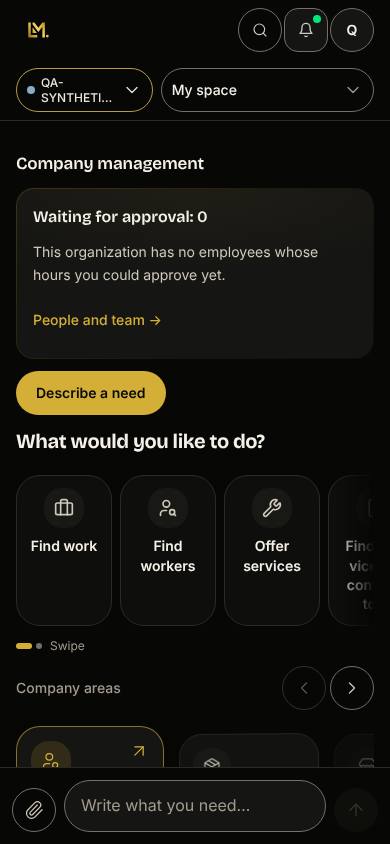 LM.
Q
QA-
SYNTHETI...
My space
Company management
Waiting for approval: 0
This organization has no employees whose
hours you could approve yet.
People and team →
Describe a need
What would you like to do?
Find work
Find
workers
Offer
services
Swipe
Company areas
Write what you need...